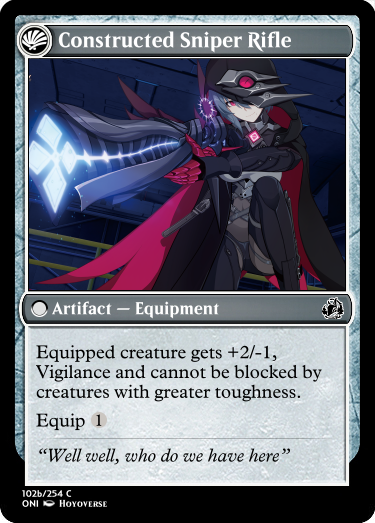 Constructed Sniper Rifle
Artifact — Equipment
Equipped creature gets +2/-1,
Vigilance and cannot be blocked by
creatures with greater toughness.
Equip 1
“Well well, who do we have here”
102b/254 C
ONI Hoyoverse